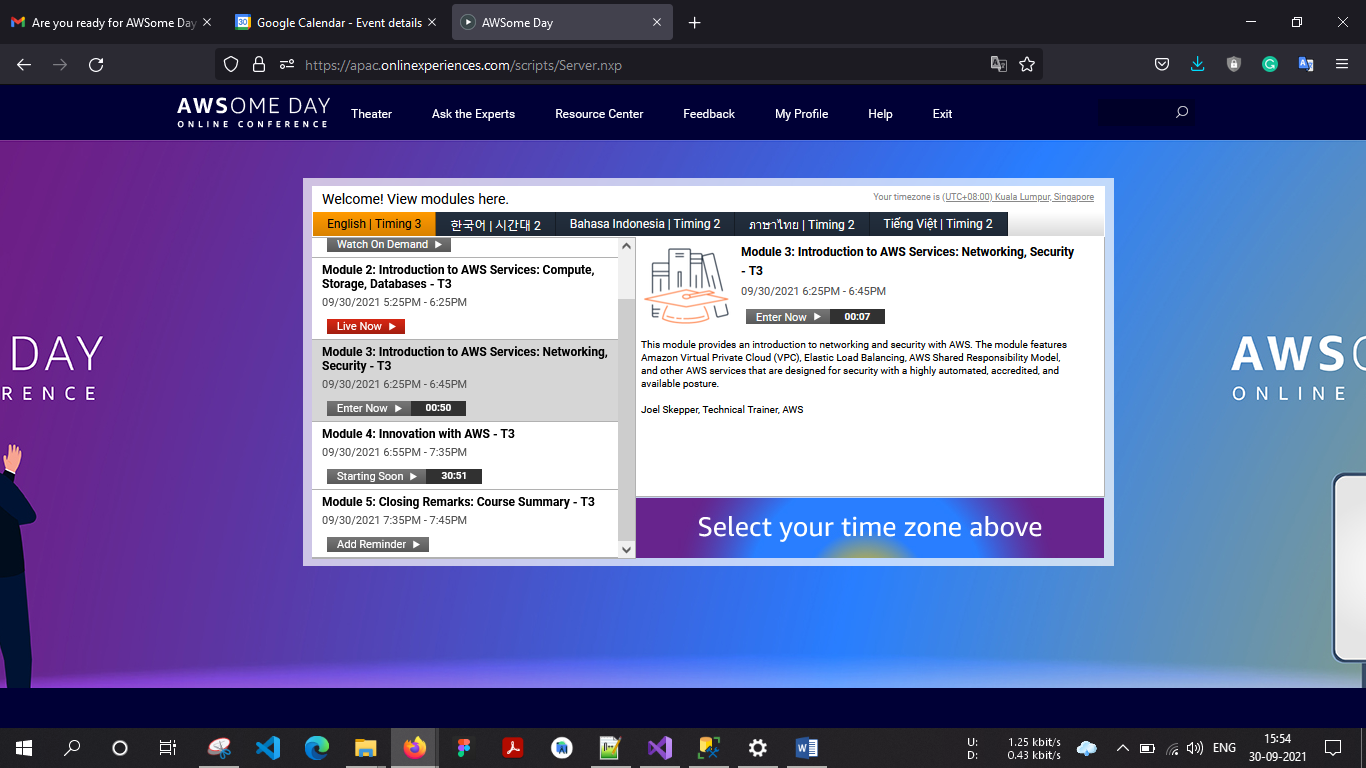 Are you ready for AWSome Day
Google Calendar - Event details
AWSome Day
https://apac.onlinexperiences.com/scripts/Server.nxp
AWSOME DAY
ONLINE CONFERENCE
Theater
Ask the Experts
Resource Center
Feedback
My Profile
Help
Exit
Welcome! View modules here.
Your timezone is (UTC+08:00) Kuala Lumpur, Singapore
English | Timing 3
한국어 | 시간대 2
Bahasa Indonesia | Timing 2
ภาษาไทย | Timing 2
Tiếng Việt | Timing 2
Watch On Demand
Module 2: Introduction to AWS Services: Compute,
Storage, Databases - T3
09/30/2021 5:25PM - 6:25PM
Live Now
Module 3: Introduction to AWS Services: Networking,
Security - T3
09/30/2021 6:25PM - 6:45PM
Enter Now 00:50
Module 4: Innovation with AWS - T3
09/30/2021 6:55PM - 7:35PM
Starting Soon 30:51
Module 5: Closing Remarks: Course Summary - T3
09/30/2021 7:35PM - 7:45PM
Add Reminder
Module 3: Introduction to AWS Services: Networking, Security
- T3
09/30/2021 6:25PM - 6:45PM
Enter Now 00:07
This module provides an introduction to networking and security with AWS. The module features
Amazon Virtual Private Cloud (VPC), Elastic Load Balancing, AWS Shared Responsibility Model,
and other AWS services that are designed for security with a highly automated, accredited, and
available posture.
Joel Skepper, Technical Trainer, AWS
Select your time zone above
DAY
RENCE
AWS
ONLINE
U: 1.25 kbit/s
D: 0.43 kbit/s
ENG
15:54
30-09-2021